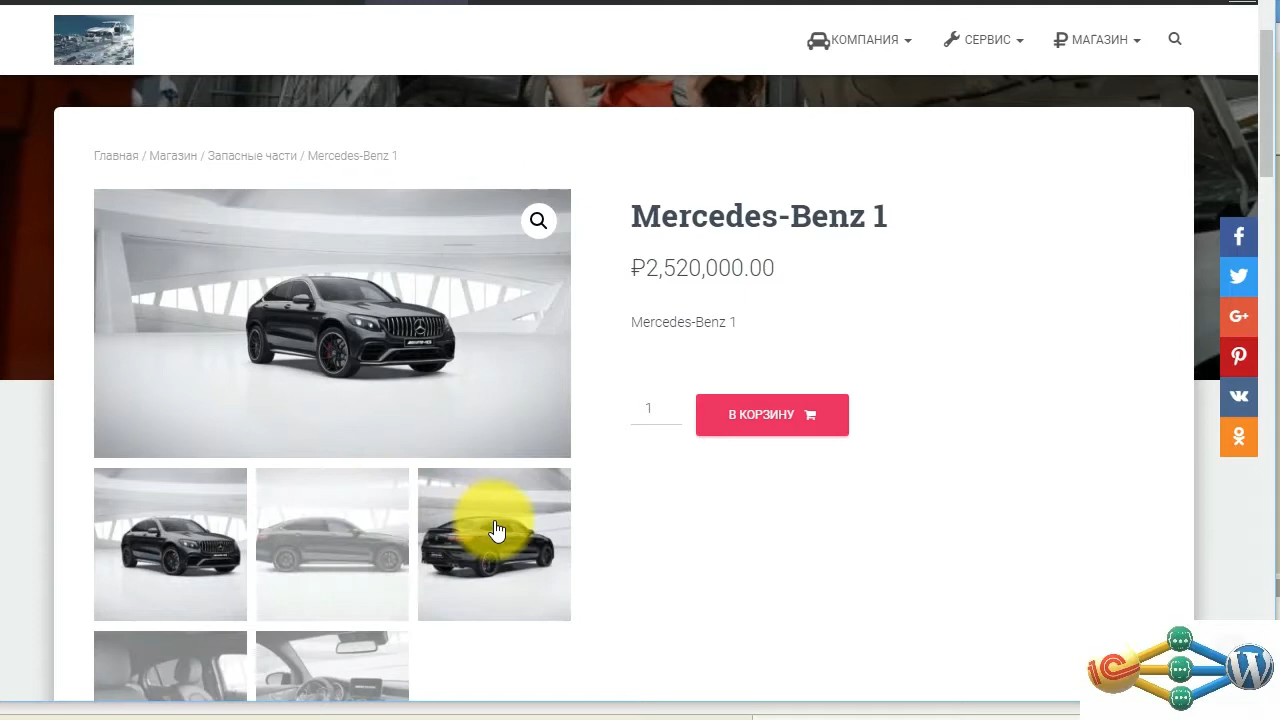 КОМПАНИЯ СЕРВИС МАГАЗИН
Главная / Магазин / Запасные части / Mercedes-Benz 1
Mercedes-Benz 1
₽2,520,000.00
Mercedes-Benz 1
1
В КОРЗИНУ